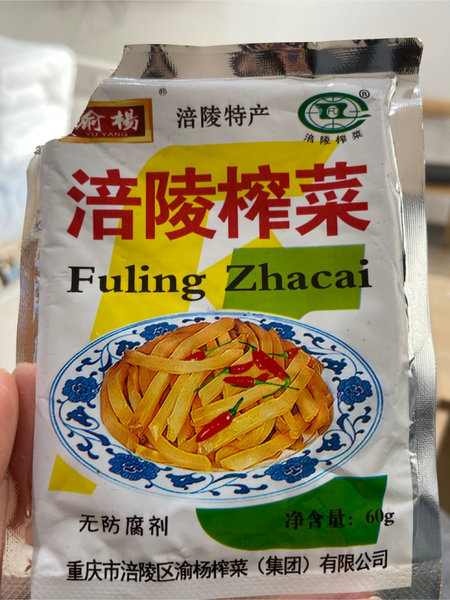 渝杨
YU YANG
®
涪陵特产
®
涪陵榨菜
涪陵榨菜
Fuling Zhacai
无防腐剂
净含量：60g
重庆市涪陵区渝杨榨菜（集团）有限公司